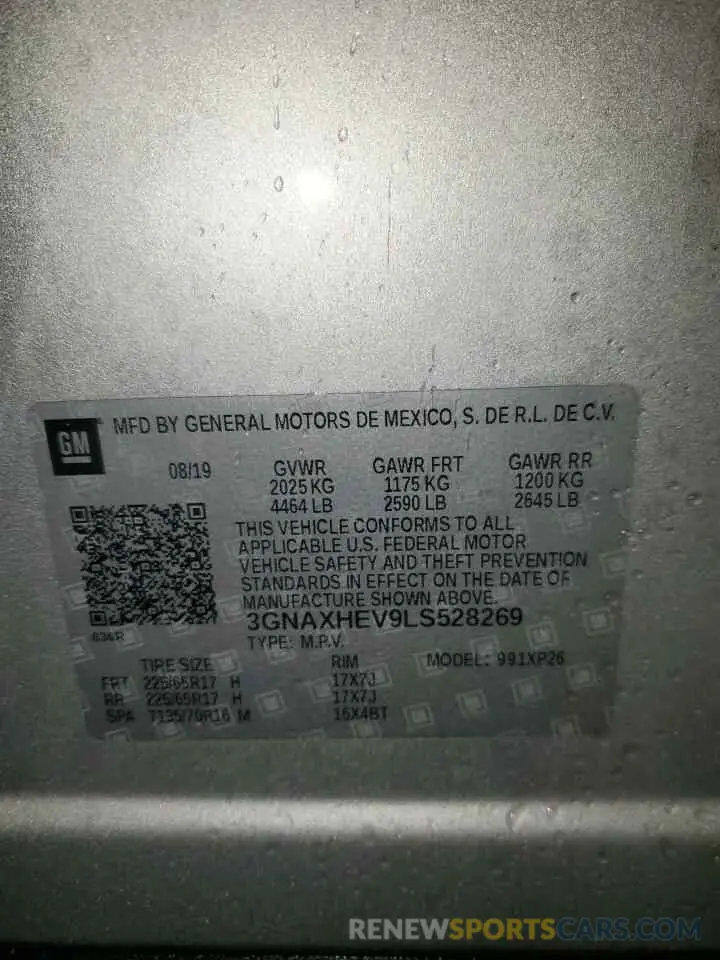 GM
MFD BY GENERAL MOTORS DE MEXICO, S. DE R.L. DE C.V.
08/19 GVWR GAWR FRT GAWR RR
2025 KG 1175 KG 1200 KG
4464 LB 2590 LB 2645 LB
THIS VEHICLE CONFORMS TO ALL
APPLICABLE U.S. FEDERAL MOTOR
VEHICLE SAFETY AND THEFT PREVENTION
STANDARDS IN EFFECT ON THE DATE OF
MANUFACTURE SHOWN ABOVE.
3GNAXHEV9LS528269
TYPE: M.P.V.
TIRE SIZE RIM MODEL: 991XP26
FRT 225/65R17 H 17X7J
RR 225/65R17 H 17X7J
SPA T135/70R16 M 16X4BT
RENEWSPORTSCARS.COM